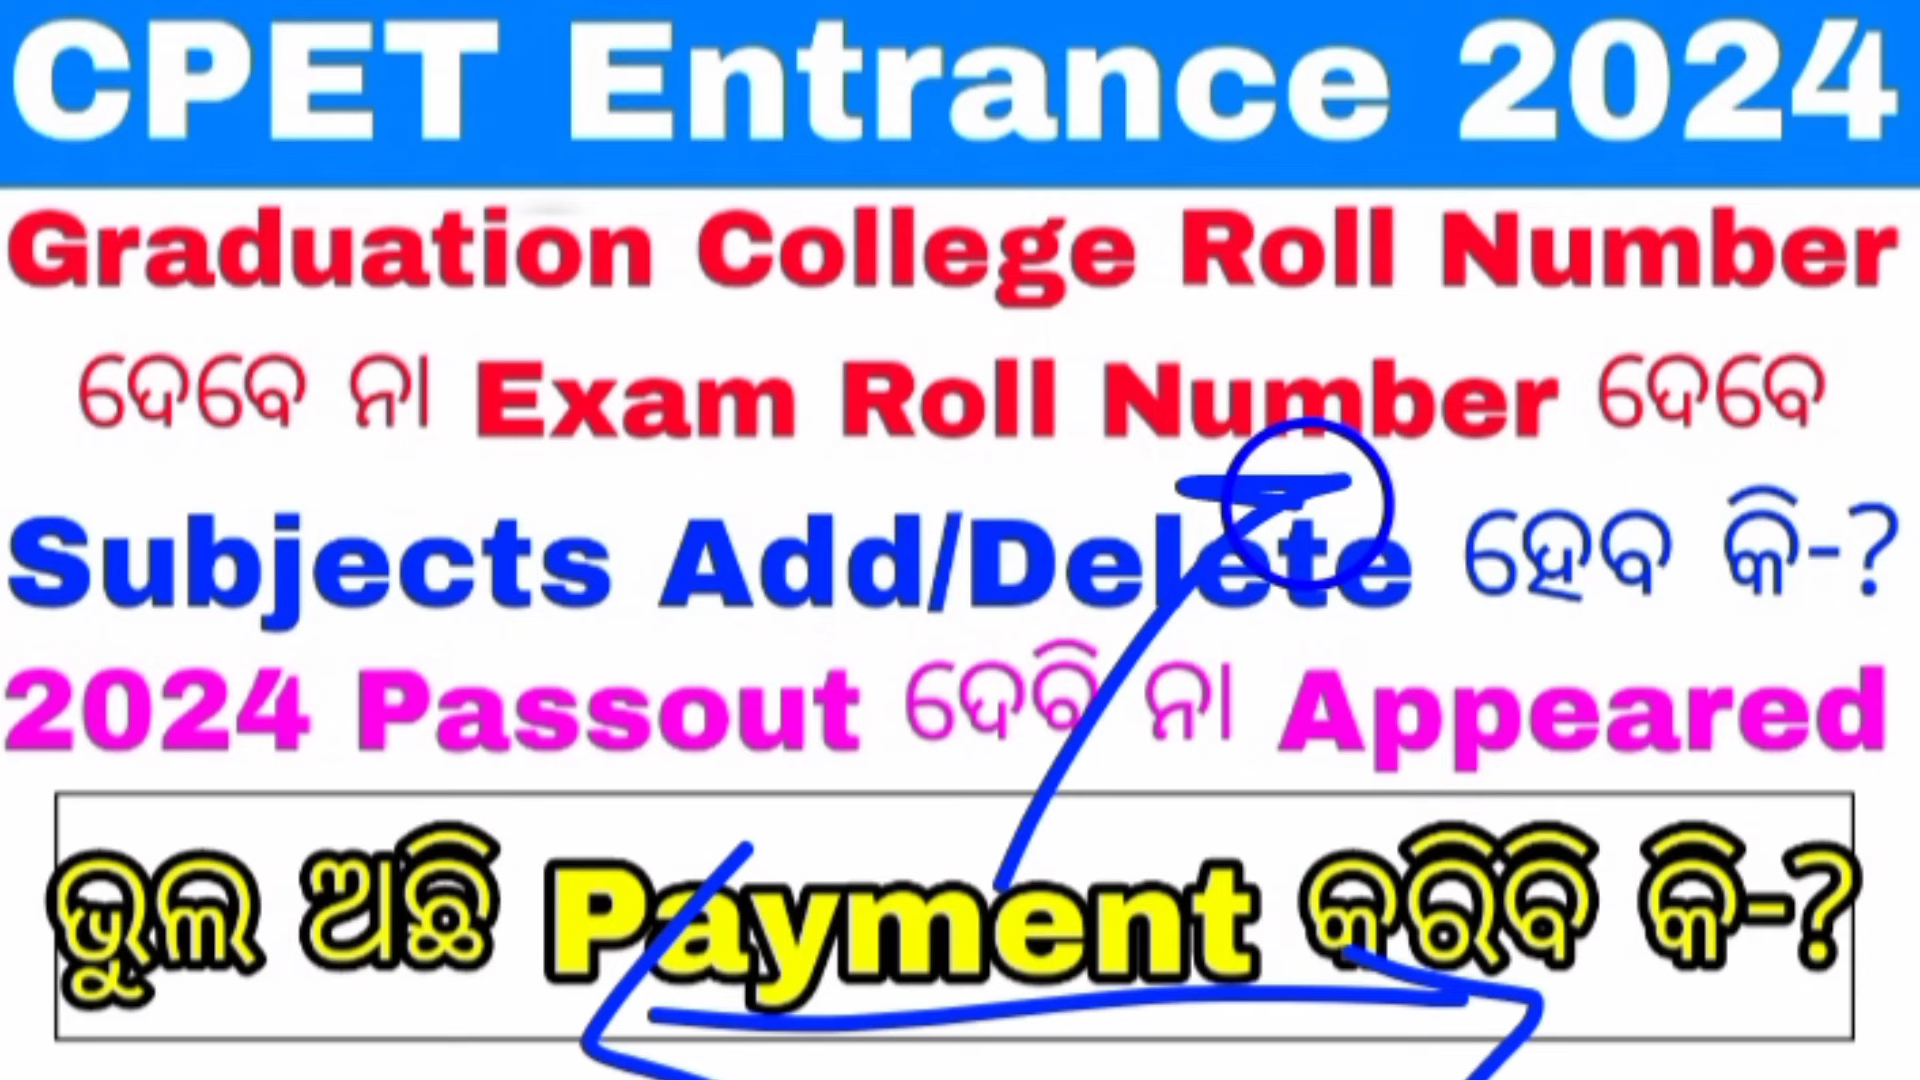 CPET Entrance 2024
Graduation College Roll Number
ଦେବେ ନା Exam Roll Number ଦେବେ
Subjects Add/Delete ହେବ କି-?
2024 Passout ଦେବି ନା Appeared
ଭୁଲ ଅଛି Payment କରିବି କି-?